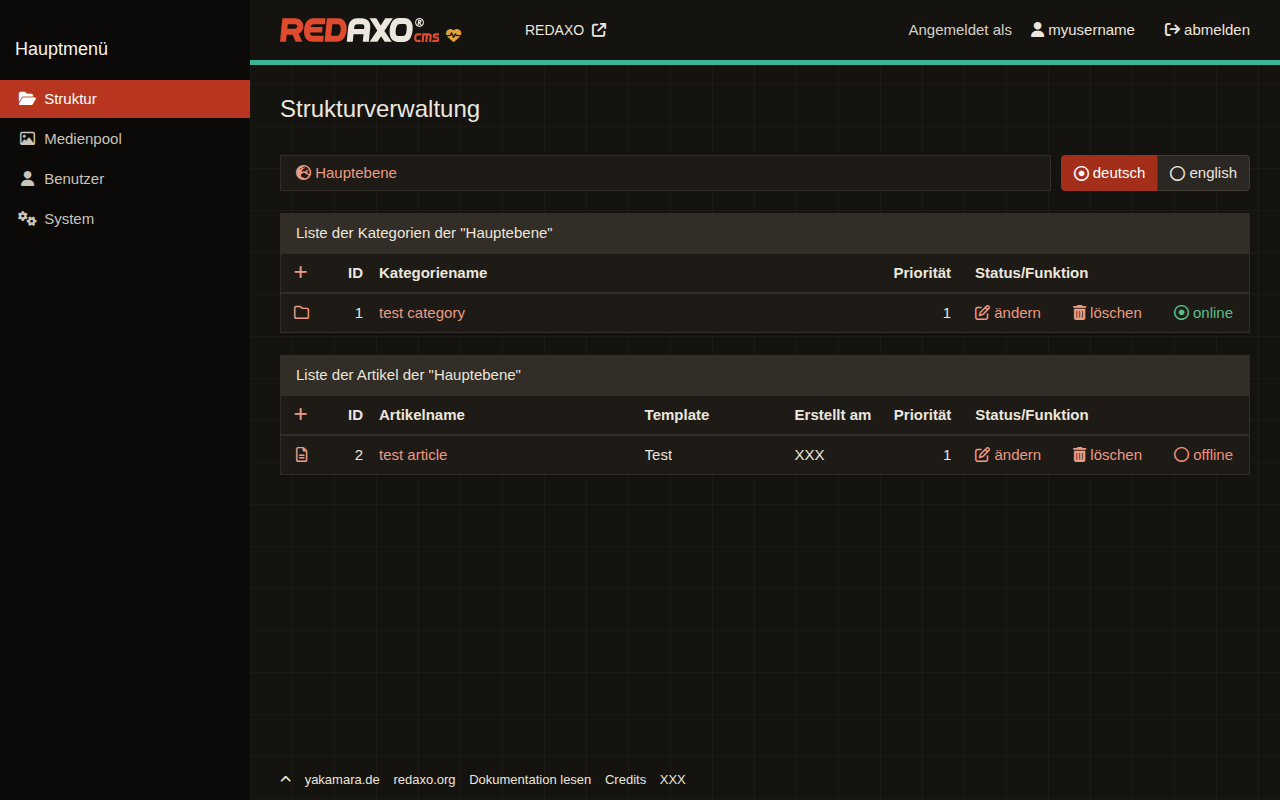 Hauptmenü
Struktur
Medienpool
Benutzer
System
REDAXO® cms
REDAXO
Angemeldet als myusername abmelden
Strukturverwaltung
Hauptebene
deutsch english
Liste der Kategorien der "Hauptebene"
+ ID Kategoriename Priorität Status/Funktion
1 test category 1 ändern löschen online
Liste der Artikel der "Hauptebene"
+ ID Artikelname Template Erstellt am Priorität Status/Funktion
2 test article Test XXX 1 ändern löschen offline
yakamara.de redaxo.org Dokumentation lesen Credits XXX